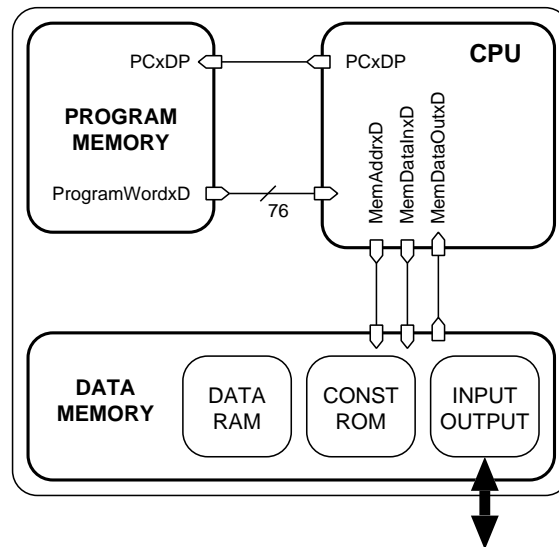 PCxDP
PCxDP
CPU
PROGRAM
MEMORY
ProgramWordxD
76
MemAddrxD
MemDataInxD
MemDataOutxD
DATA
MEMORY
DATA
RAM
CONST
ROM
INPUT
OUTPUT